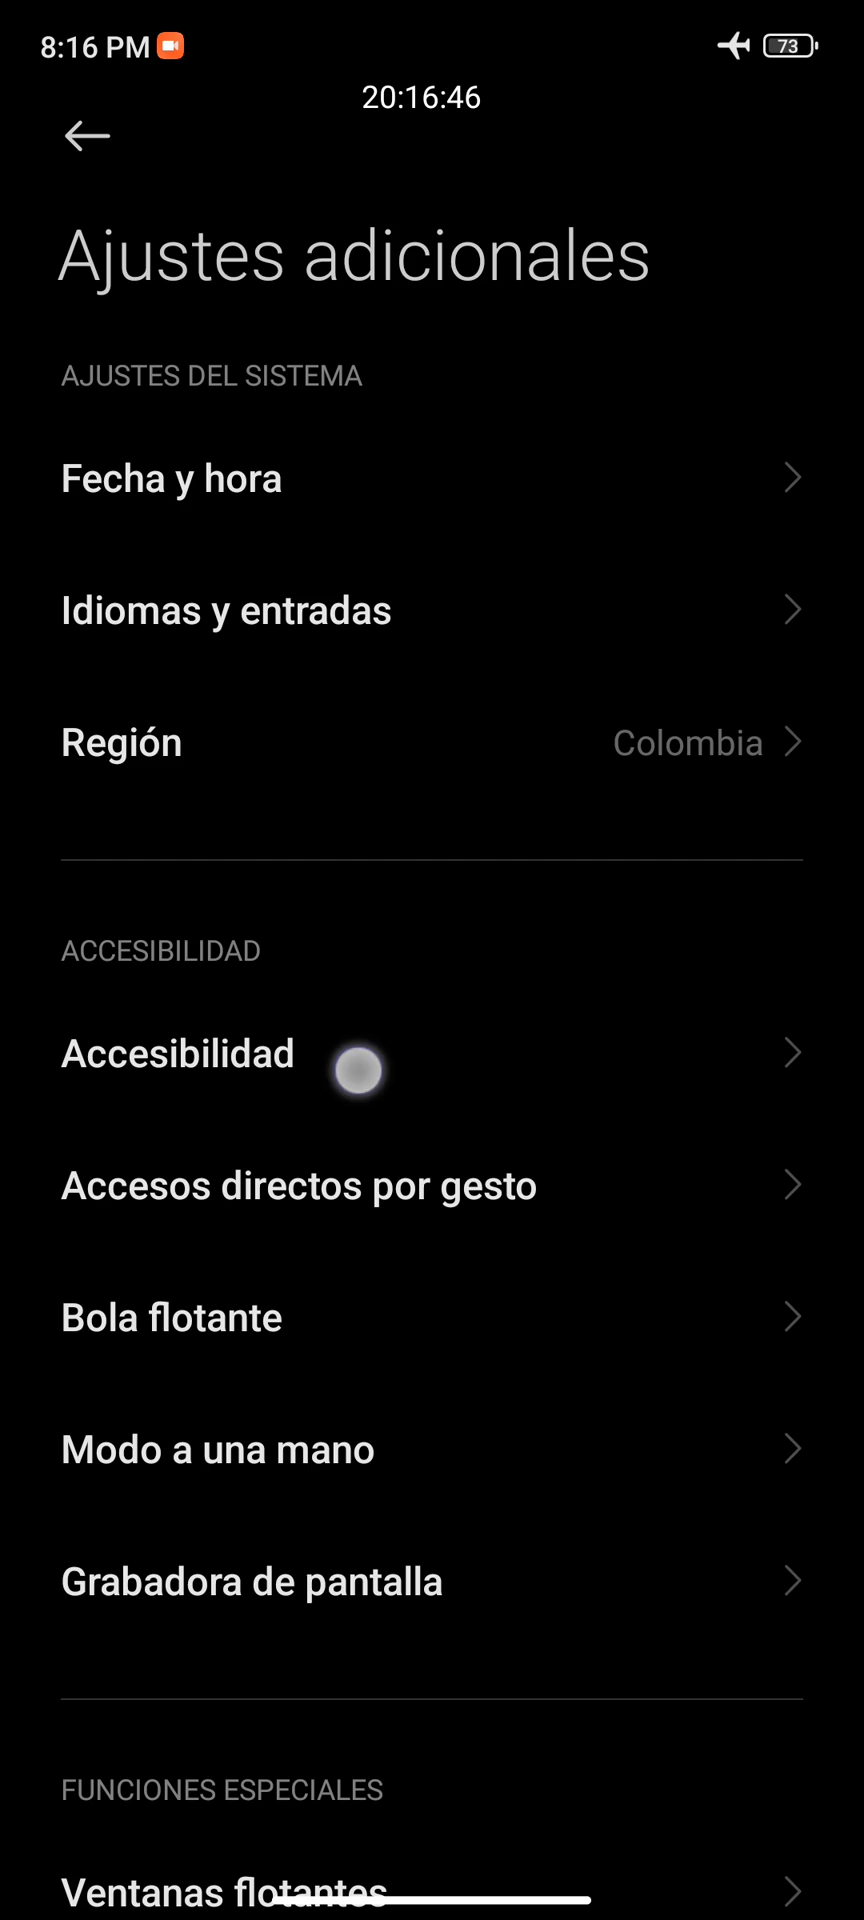 8:16 PM
73
20:16:46
Ajustes adicionales
AJUSTES DEL SISTEMA
Fecha y hora
Idiomas y entradas
Región Colombia
ACCESIBILIDAD
Accesibilidad
Accesos directos por gesto
Bola flotante
Modo a una mano
Grabadora de pantalla
FUNCIONES ESPECIALES
Ventanas flotantes